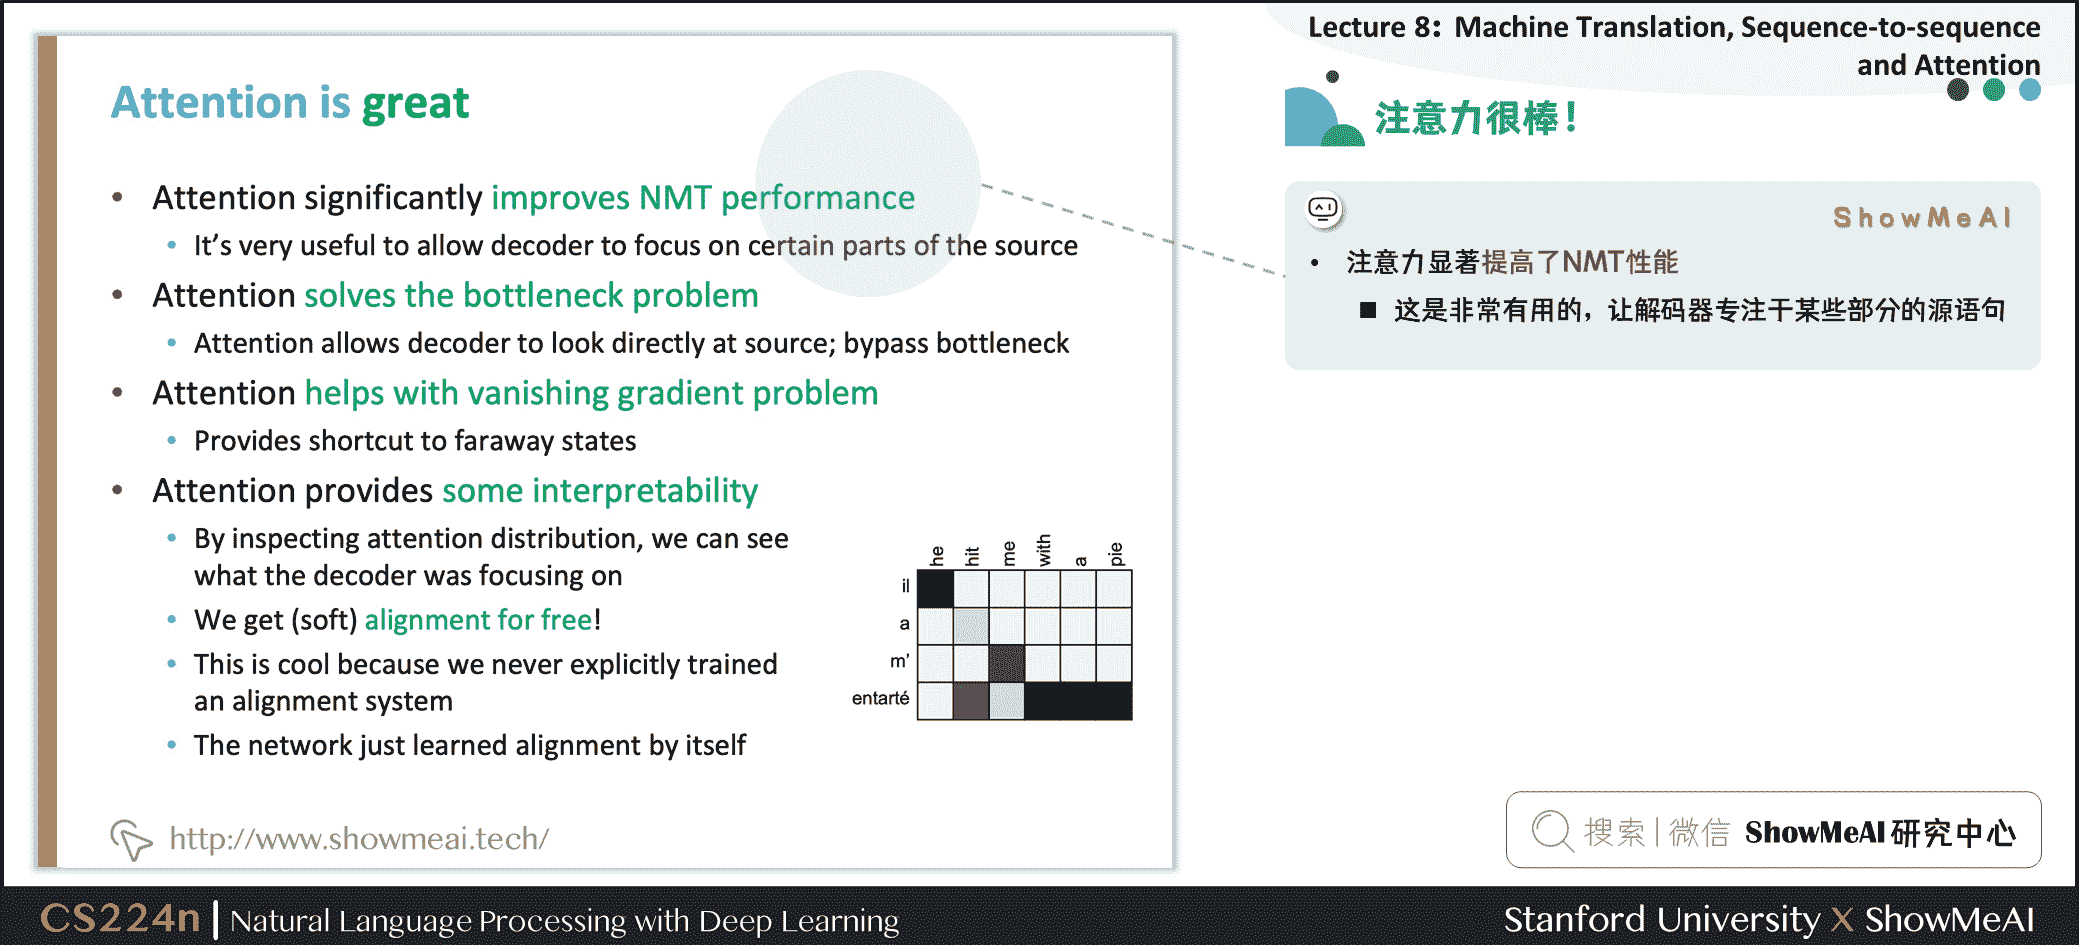 Lecture 8: Machine Translation, Sequence-to-sequence
and Attention
Attention is great
• Attention significantly improves NMT performance
• It’s very useful to allow decoder to focus on certain parts of the source
• Attention solves the bottleneck problem
• Attention allows decoder to look directly at source; bypass bottleneck
• Attention helps with vanishing gradient problem
• Provides shortcut to faraway states
• Attention provides some interpretability
• By inspecting attention distribution, we can see
what the decoder was focusing on
• We get (soft) alignment for free!
• This is cool because we never explicitly trained
an alignment system
• The network just learned alignment by itself
he hit me with a pie
il
a
m’
entarté
http://www.showmeai.tech/
注意力很棒！
ShowMeAI
• 注意力显著提高了NMT性能
■ 这是非常有用的，让解码器专注于某些部分的源语句
搜索|微信 ShowMeAI 研究中心
CS224n | Natural Language Processing with Deep Learning
Stanford University X ShowMeAI